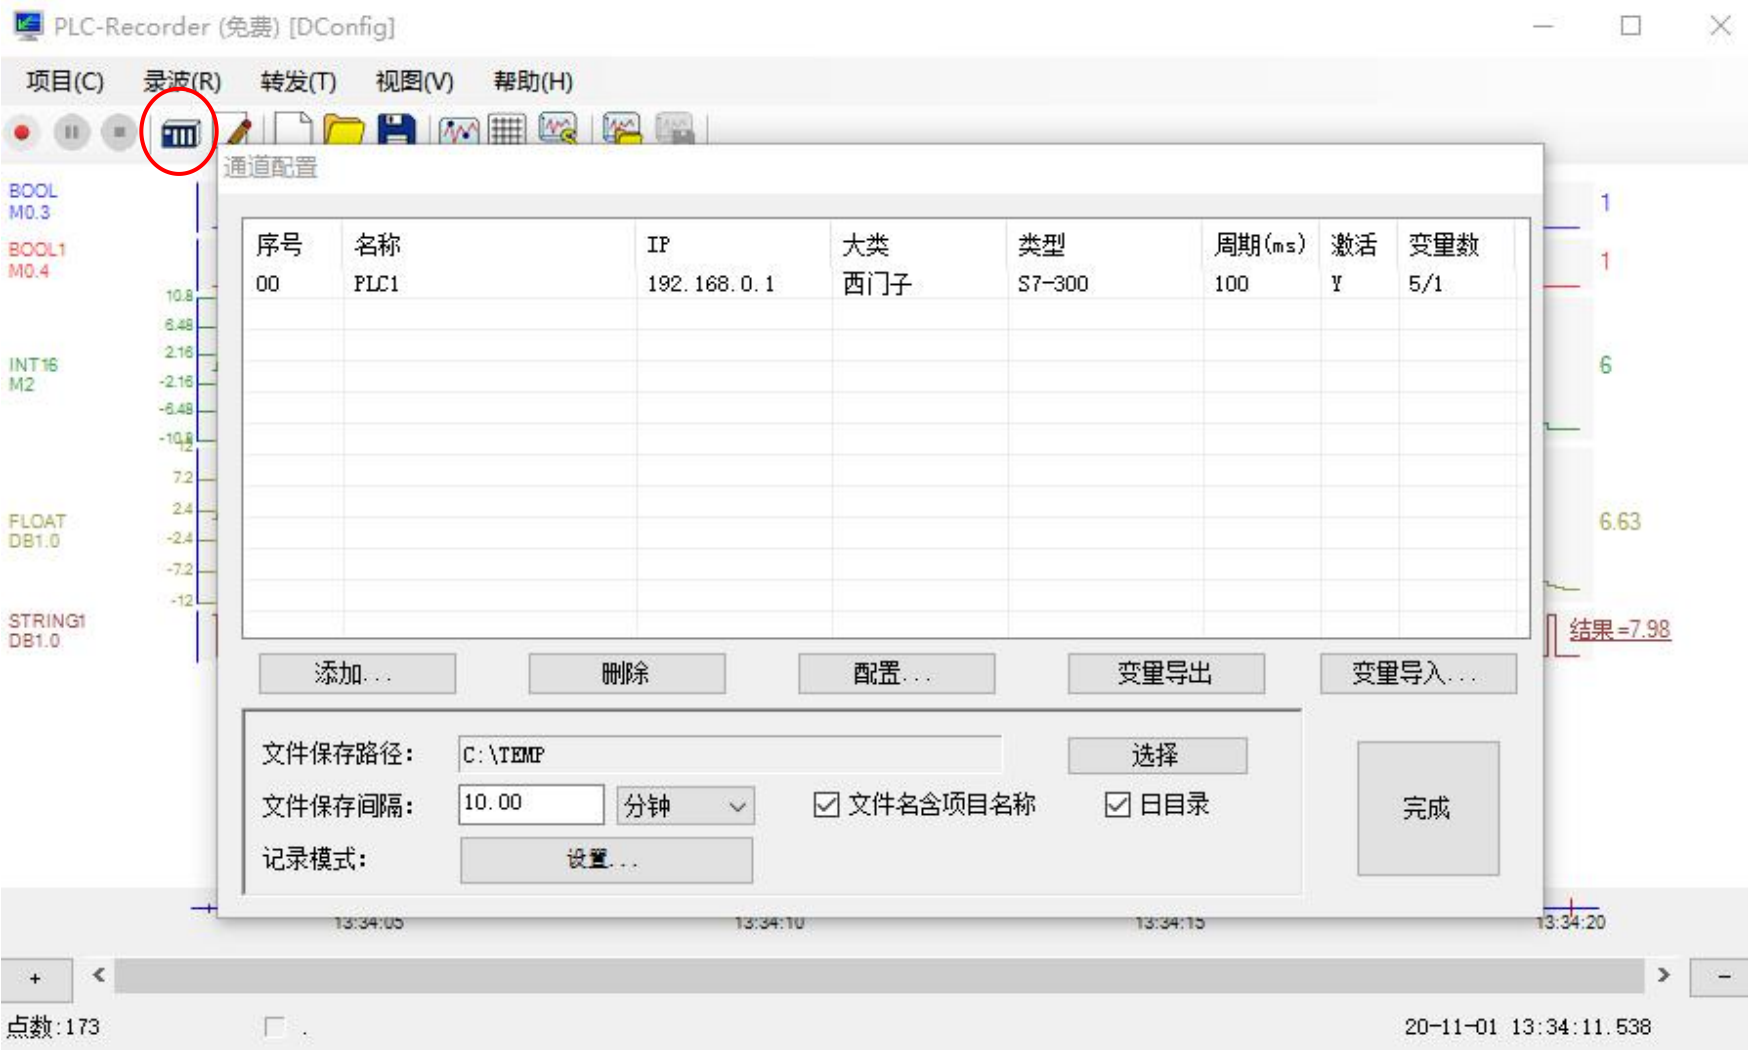 PLC-Recorder (免费) [DConfig]
项目(C) 录波(R) 转发(T) 视图(V) 帮助(H)
通道配置
BOOL
M0.3
1
BOOL1
M0.4
1
序号 名称 IP 大类 类型 周期(ms) 激活 变量数
00 PLC1 192.168.0.1 西门子 S7-300 100 Y 5/1
10.8
6.48
2.16
-2.16
-6.48
-10.8
INT16
M2
6
12
7.2
2.4
-2.4
-7.2
-12
FLOAT
DB1.0
6.63
STRING1
DB1.0
结果=7.98
添加... 删除 配置... 变量导出 变量导入...
文件保存路径: C:\TEMP 选择
文件保存间隔: 10.00 分钟 文件名含项目名称 日目录
完成
记录模式: 设置...
13:34:05 13:34:10 13:34:15 13:34:20
+ < > -
点数:173 . 20-11-01 13:34:11.538